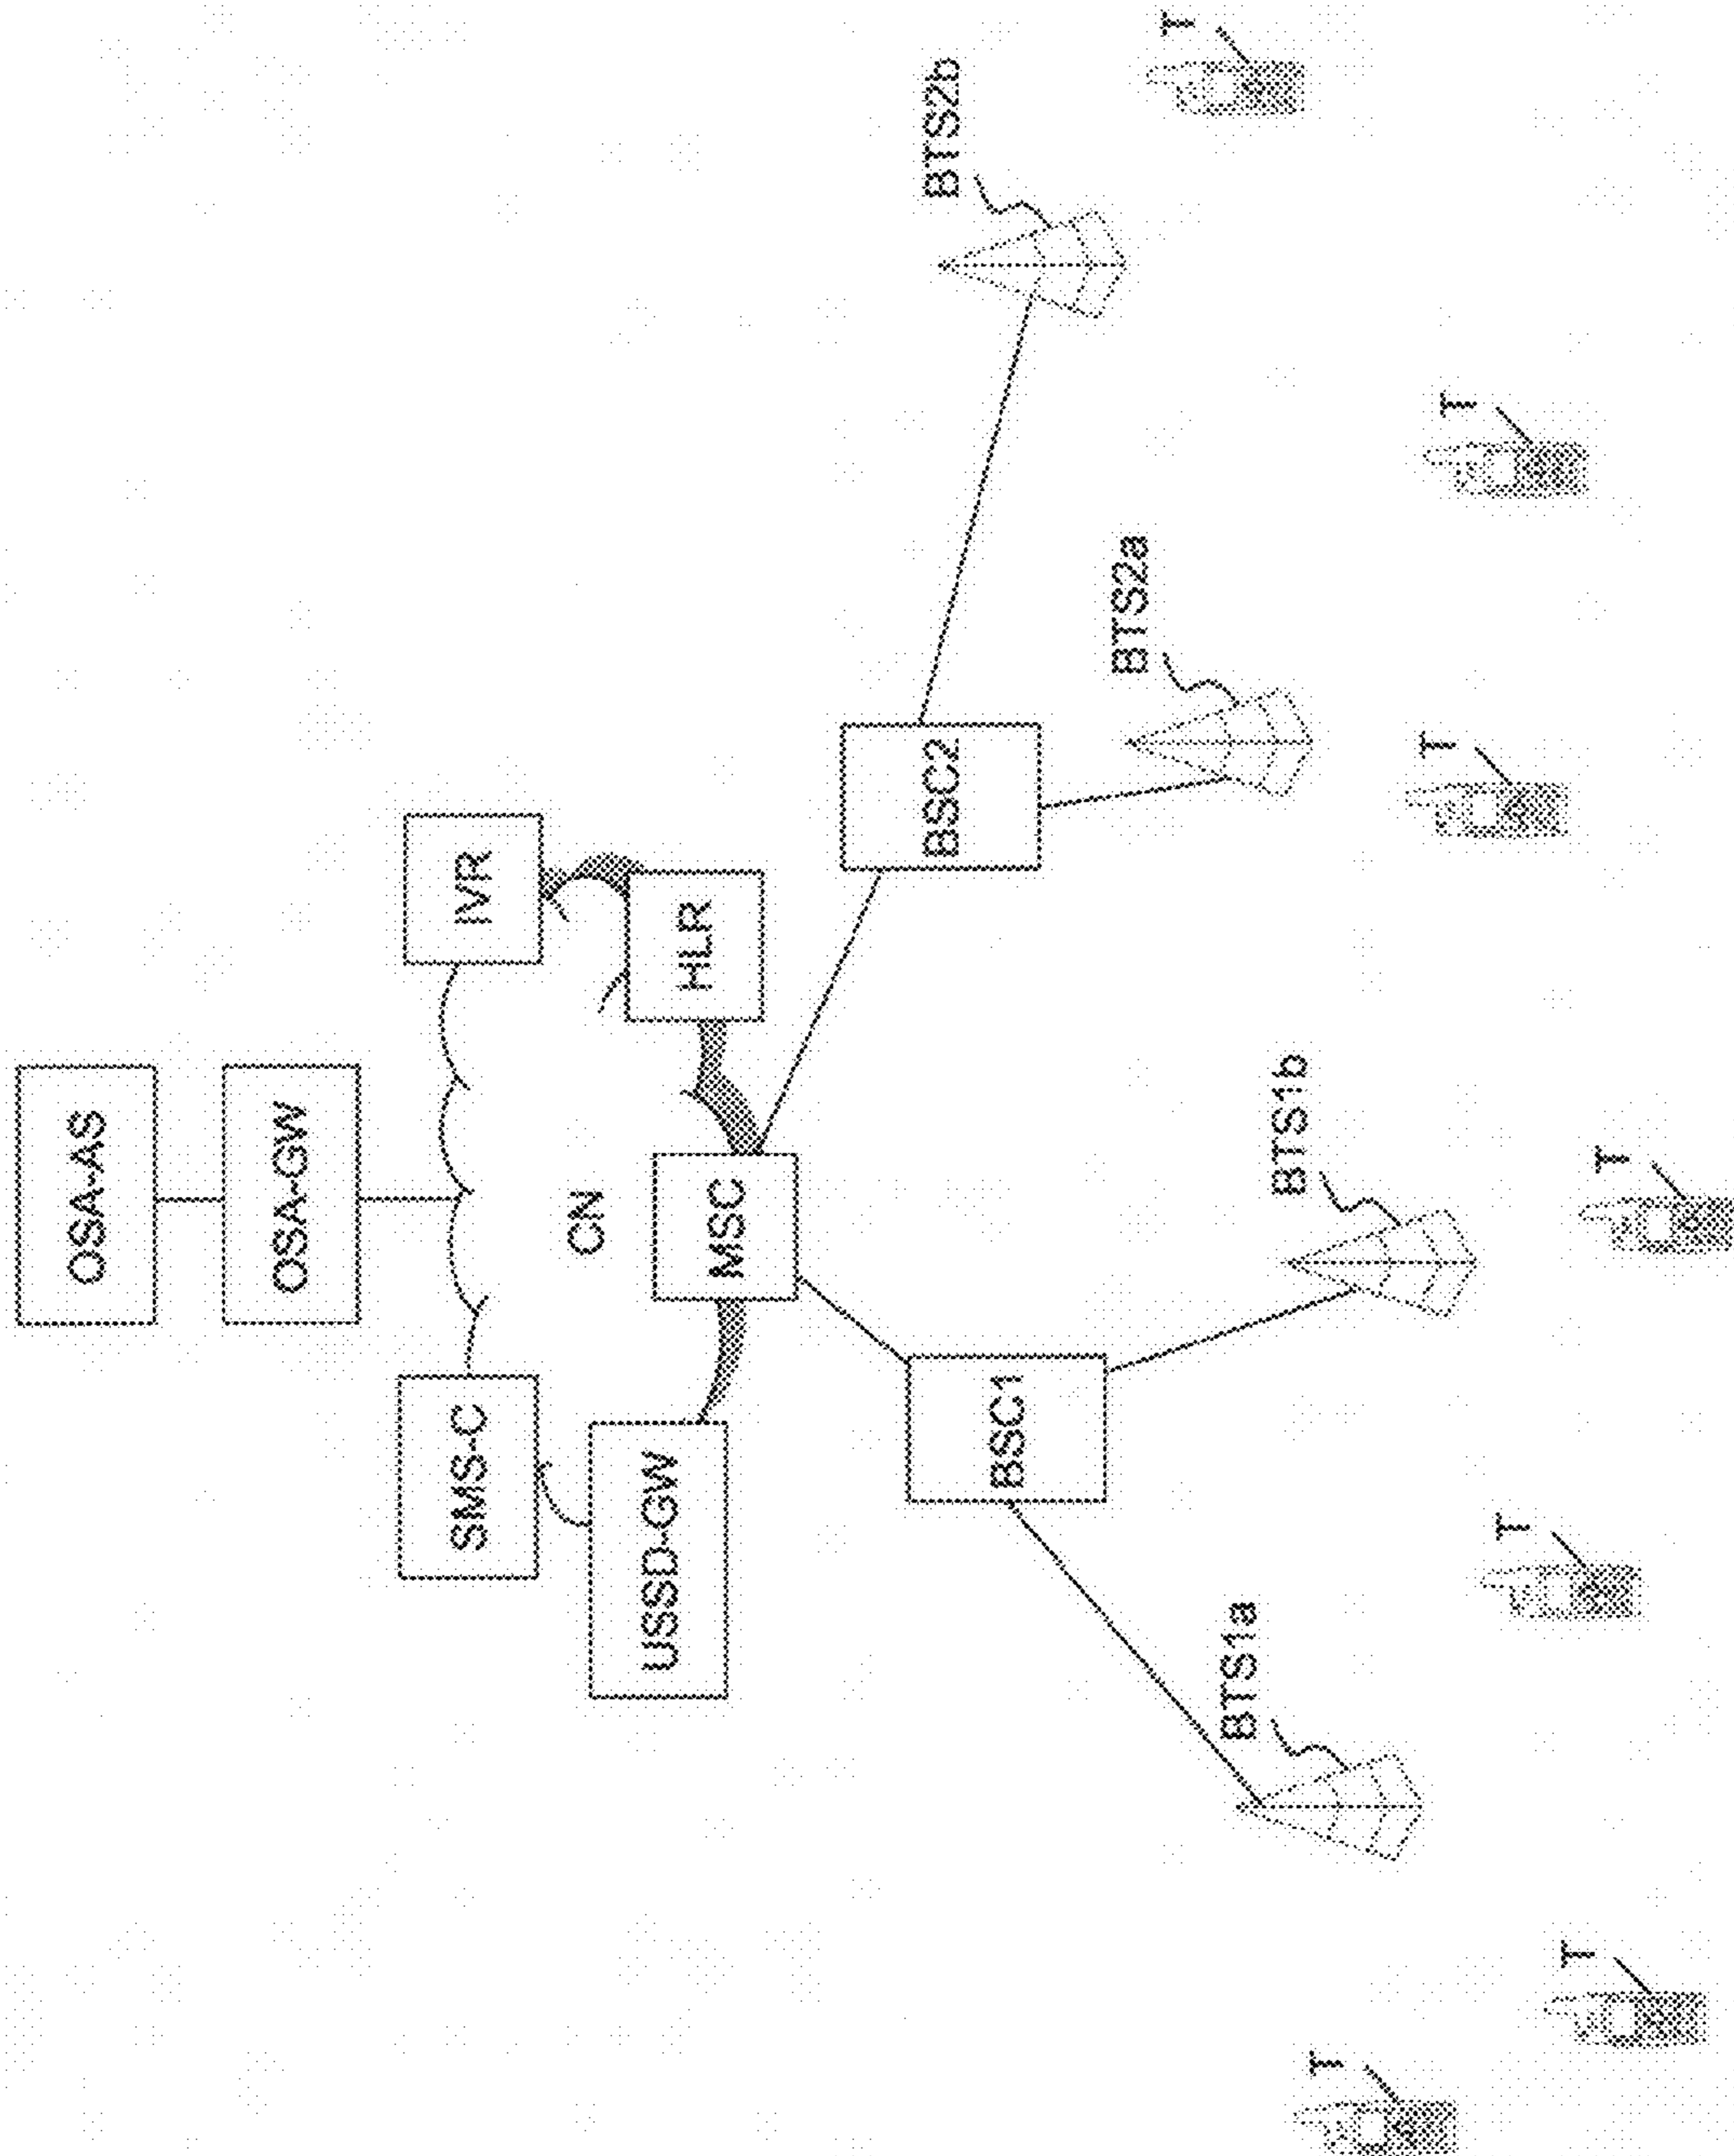 OSA-AS
OSA-GW
SMS-C
IVR
CN
USSD-GW
MSC
HLR
BSC2
BTS2b
BSC1
BTS2a
T
BTS1a
BTS1b
T
T
T
T
T
T